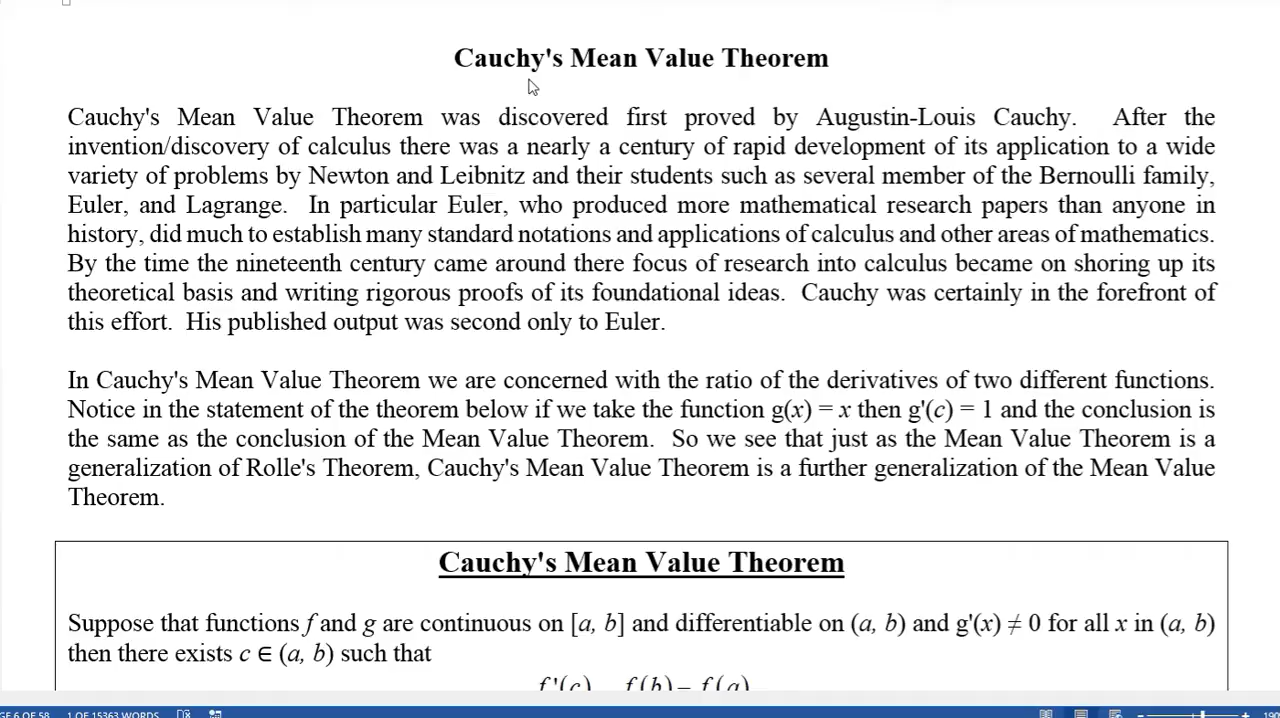 Cauchy's Mean Value Theorem
Cauchy's Mean Value Theorem was discovered first proved by Augustin-Louis Cauchy. After the
invention/discovery of calculus there was a nearly a century of rapid development of its application to a wide
variety of problems by Newton and Leibnitz and their students such as several member of the Bernoulli family,
Euler, and Lagrange. In particular Euler, who produced more mathematical research papers than anyone in
history, did much to establish many standard notations and applications of calculus and other areas of mathematics.
By the time the nineteenth century came around there focus of research into calculus became on shoring up its
theoretical basis and writing rigorous proofs of its foundational ideas. Cauchy was certainly in the forefront of
this effort. His published output was second only to Euler.
In Cauchy's Mean Value Theorem we are concerned with the ratio of the derivatives of two different functions.
Notice in the statement of the theorem below if we take the function g(x) = x then g'(c) = 1 and the conclusion is
the same as the conclusion of the Mean Value Theorem. So we see that just as the Mean Value Theorem is a
generalization of Rolle's Theorem, Cauchy's Mean Value Theorem is a further generalization of the Mean Value
Theorem.
Cauchy's Mean Value Theorem
Suppose that functions f and g are continuous on [a, b] and differentiable on (a, b) and g'(x) ≠ 0 for all x in (a, b)
then there exists c ∈ (a, b) such that
f'(c) f(b) – f(a)
6 OF 58 1 OF 15363 WORDS